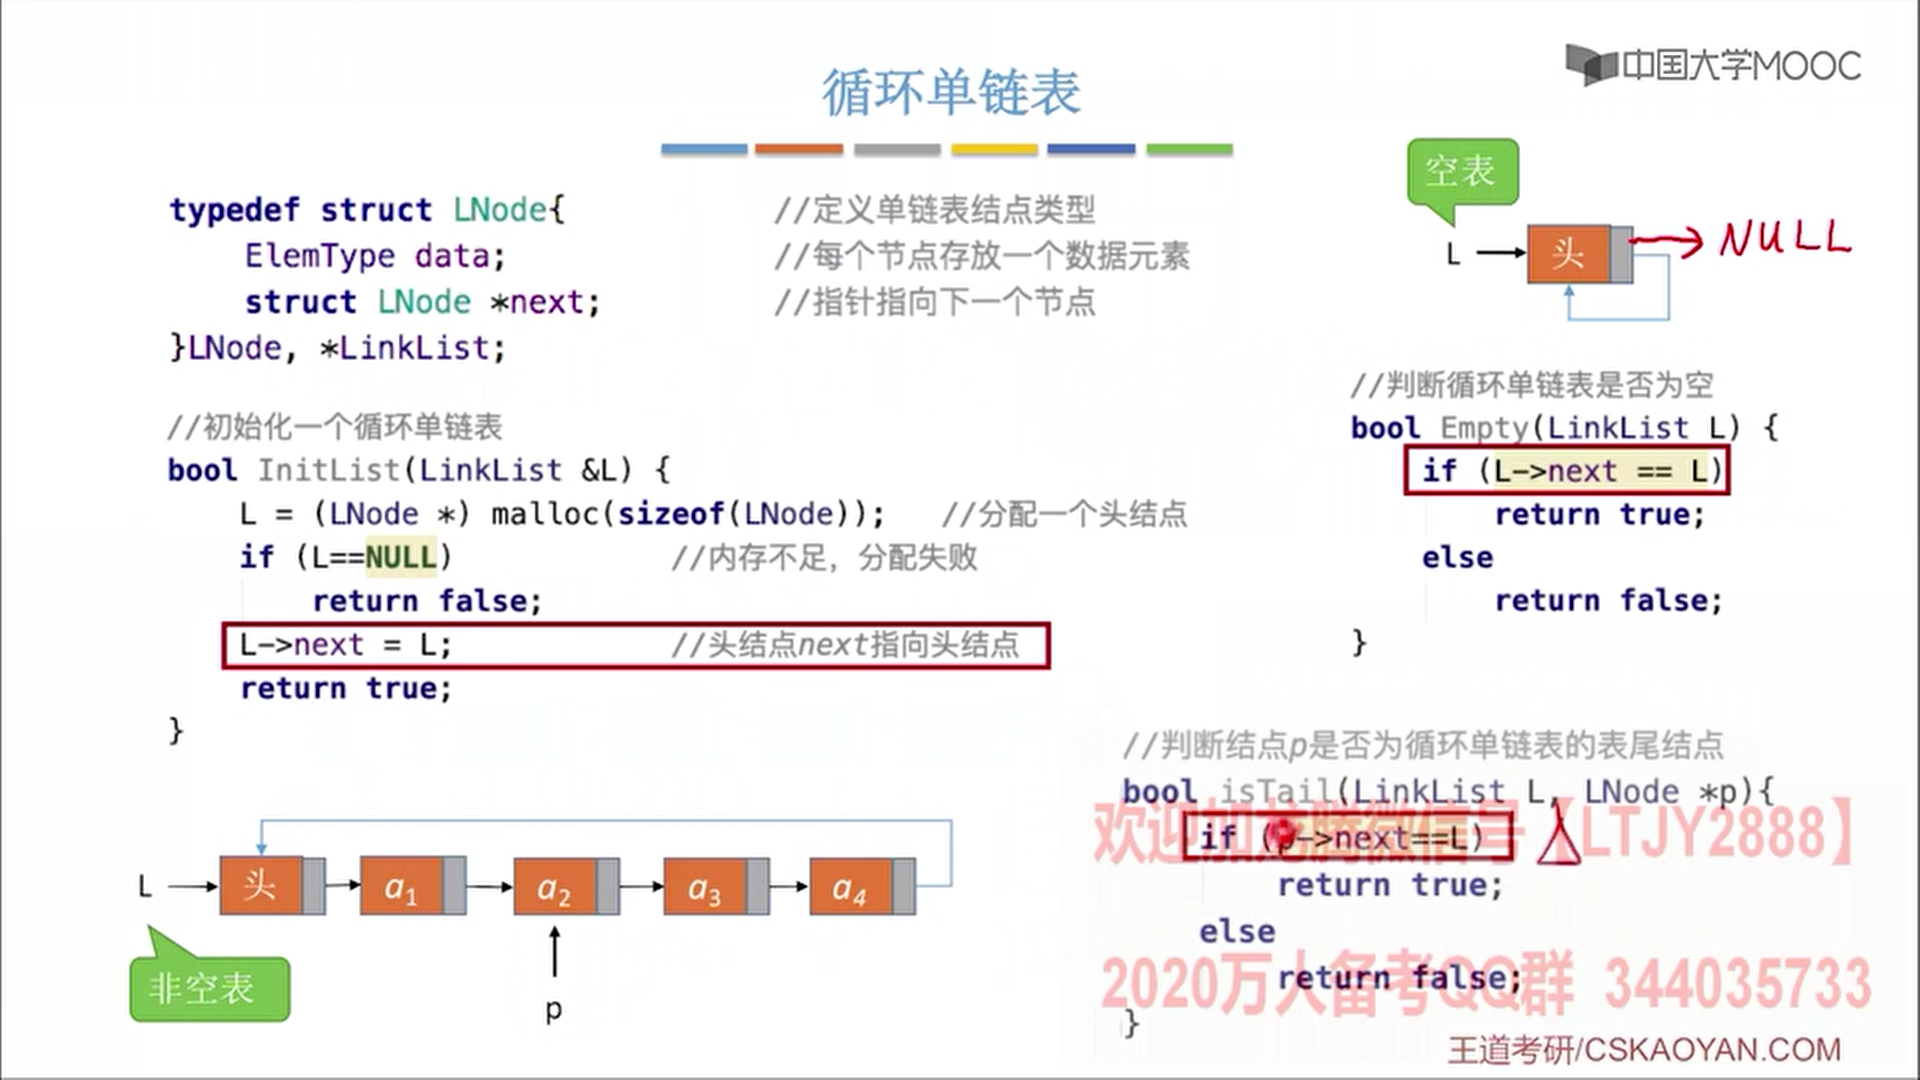 中国大学MOOC
循环单链表
typedef struct LNode{ //定义单链表结点类型
ElemType data; //每个节点存放一个数据元素
struct LNode *next; //指针指向下一个节点
}LNode, *LinkList;
//初始化一个循环单链表
bool InitList(LinkList &L) {
L = (LNode *) malloc(sizeof(LNode)); //分配一个头结点
if (L==NULL) //内存不足，分配失败
return false;
L->next = L; //头结点next指向头结点
return true;
}
空表
L 头 NULL
//判断循环单链表是否为空
bool Empty(LinkList L) {
if (L->next == L)
return true;
else
return false;
}
//判断结点p是否为循环单链表的表尾结点
bool isTail(LinkList L, LNode *p){
if (p->next==L)
return true;
else
return false;
}
L 头 a1 a2 a3 a4
非空表
p
欢迎加龙腾微信号【LTJY2888】
2020万人备考QQ群 344035733
王道考研/CSKAOYAN.COM